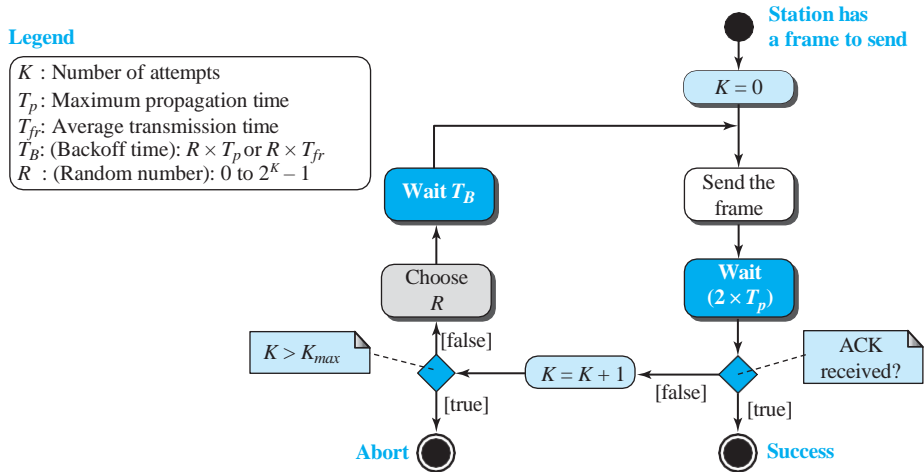 Legend
K : Number of attempts
Tp: Maximum propagation time
Tfr: Average transmission time
TB: (Backoff time): R × Tp or R × Tfr
R : (Random number): 0 to 2^K – 1
Station has
a frame to send
K = 0
Send the
frame
Wait
(2 × Tp)
ACK
received?
[false]
[true]
Success
K = K + 1
K > Kmax
[false]
[true]
Abort
Choose
R
Wait TB